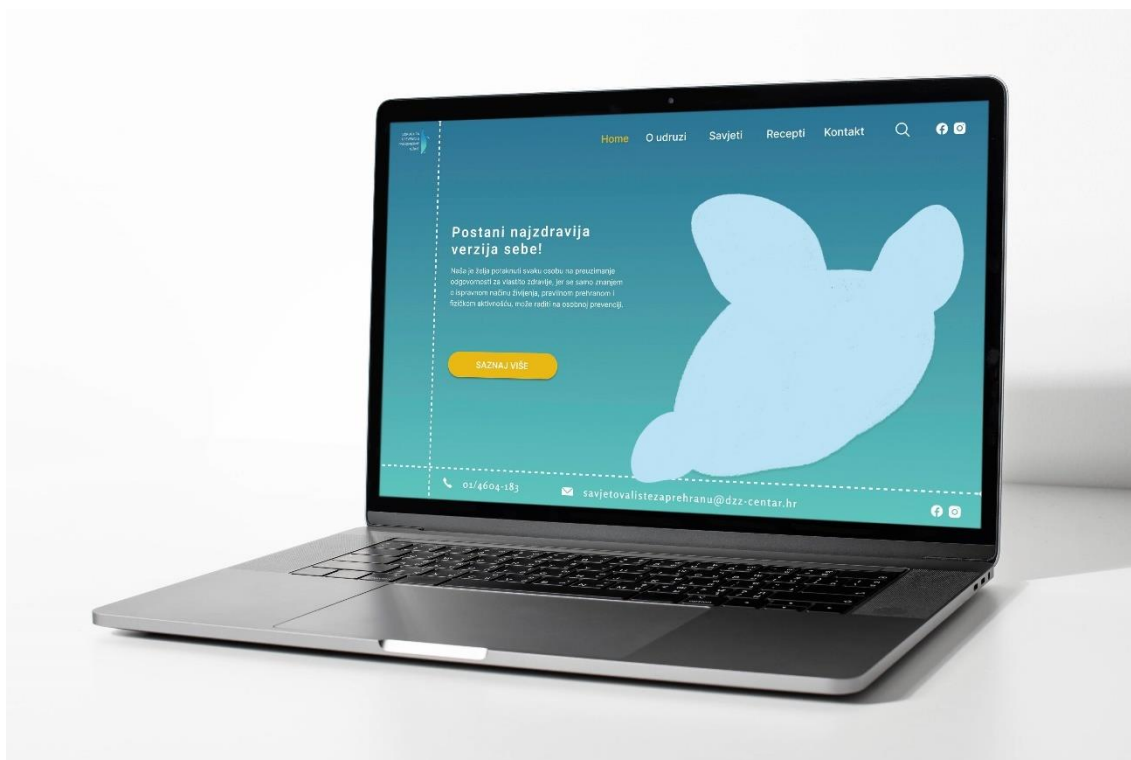 Home O udruzi Savjeti Recepti Kontakt
Postani najzdravija
verzija sebe!
Naša je želja potaknuti svaku osobu na preuzimanje
odgovornosti za vlastito zdravlje, jer se samo znanjem
o ispravnom načinu življenja, pravilnom prehranom i
fizičkom aktivnošću, može raditi na osobnoj prevenciji.
SAZNAJ VIŠE
01/4604-183 savjetovalistezaprehranu@dzz-centar.hr